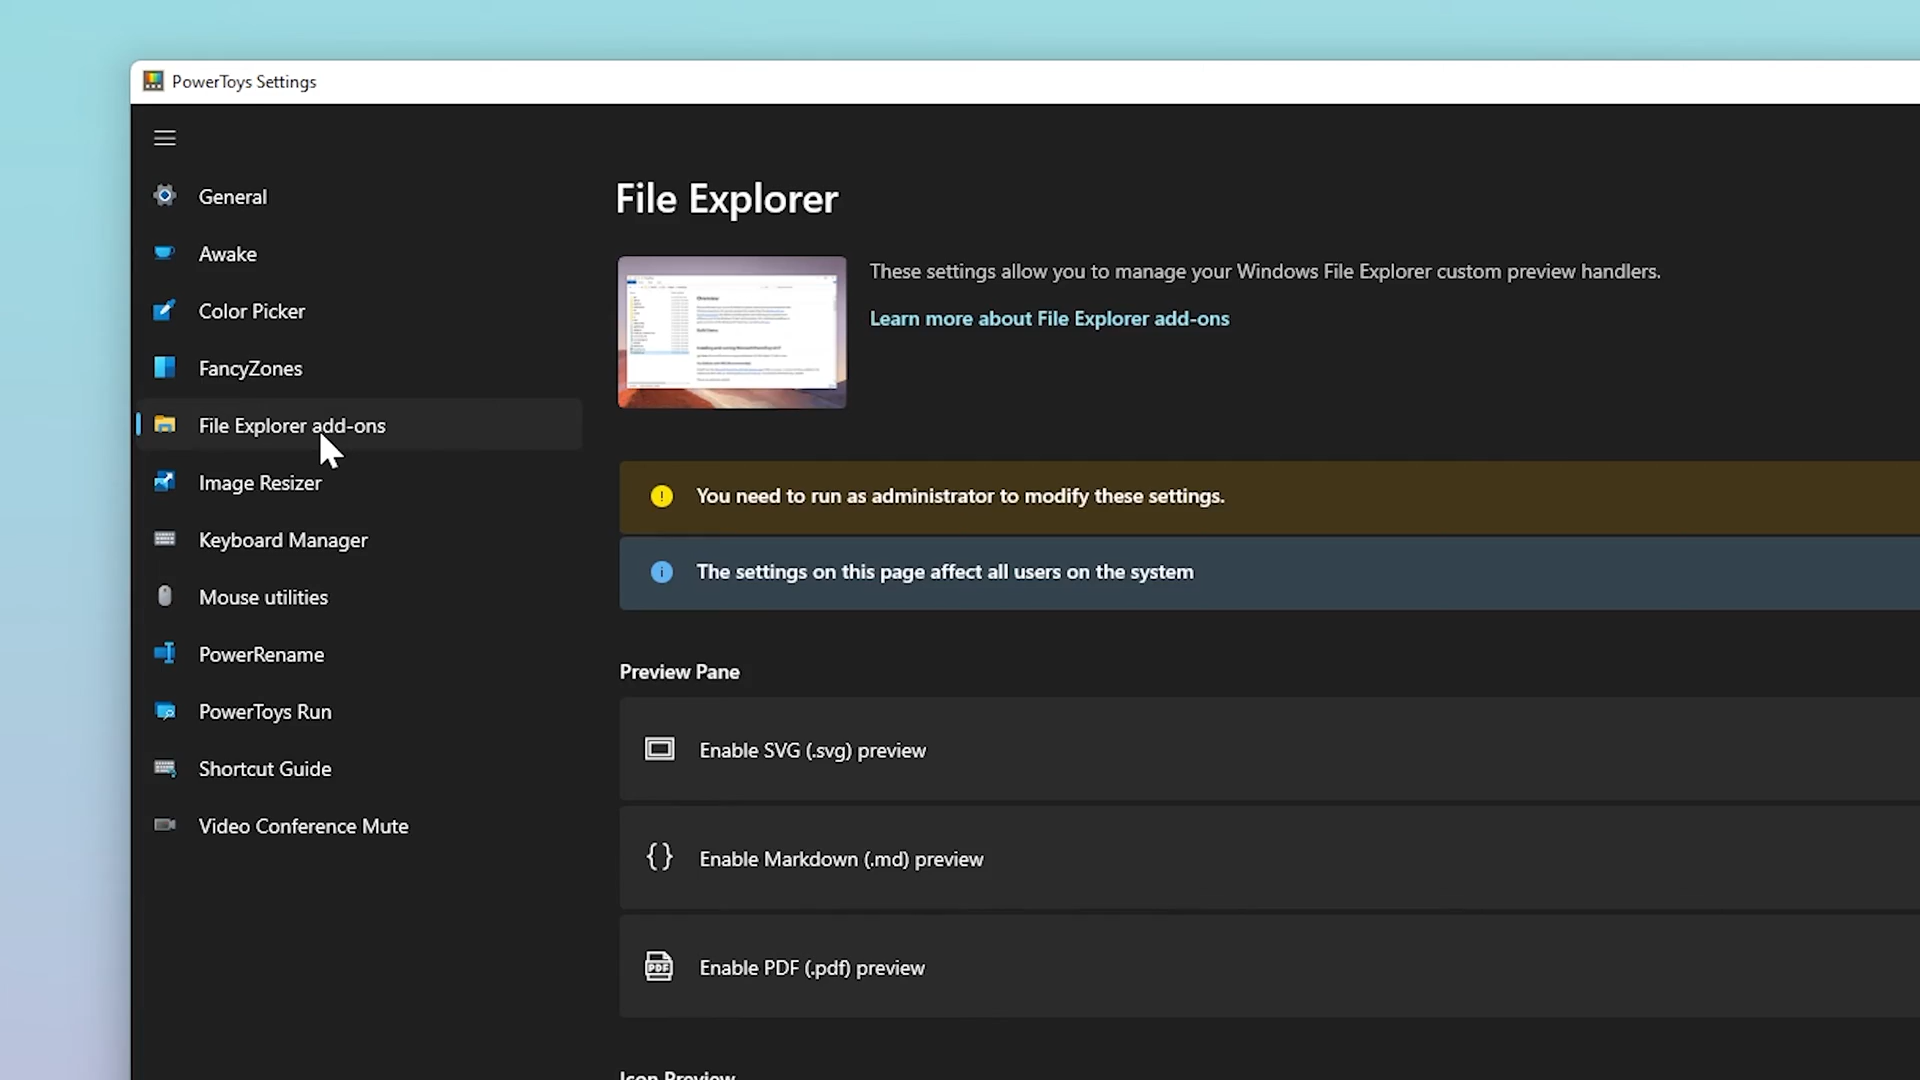 PowerToys Settings
General
Awake
Color Picker
FancyZones
File Explorer add-ons
Image Resizer
Keyboard Manager
Mouse utilities
PowerRename
PowerToys Run
Shortcut Guide
Video Conference Mute
File Explorer
These settings allow you to manage your Windows File Explorer custom preview handlers.
Learn more about File Explorer add-ons
You need to run as administrator to modify these settings.
The settings on this page affect all users on the system
Preview Pane
Enable SVG (.svg) preview
Enable Markdown (.md) preview
PDF
Enable PDF (.pdf) preview
Icon Preview